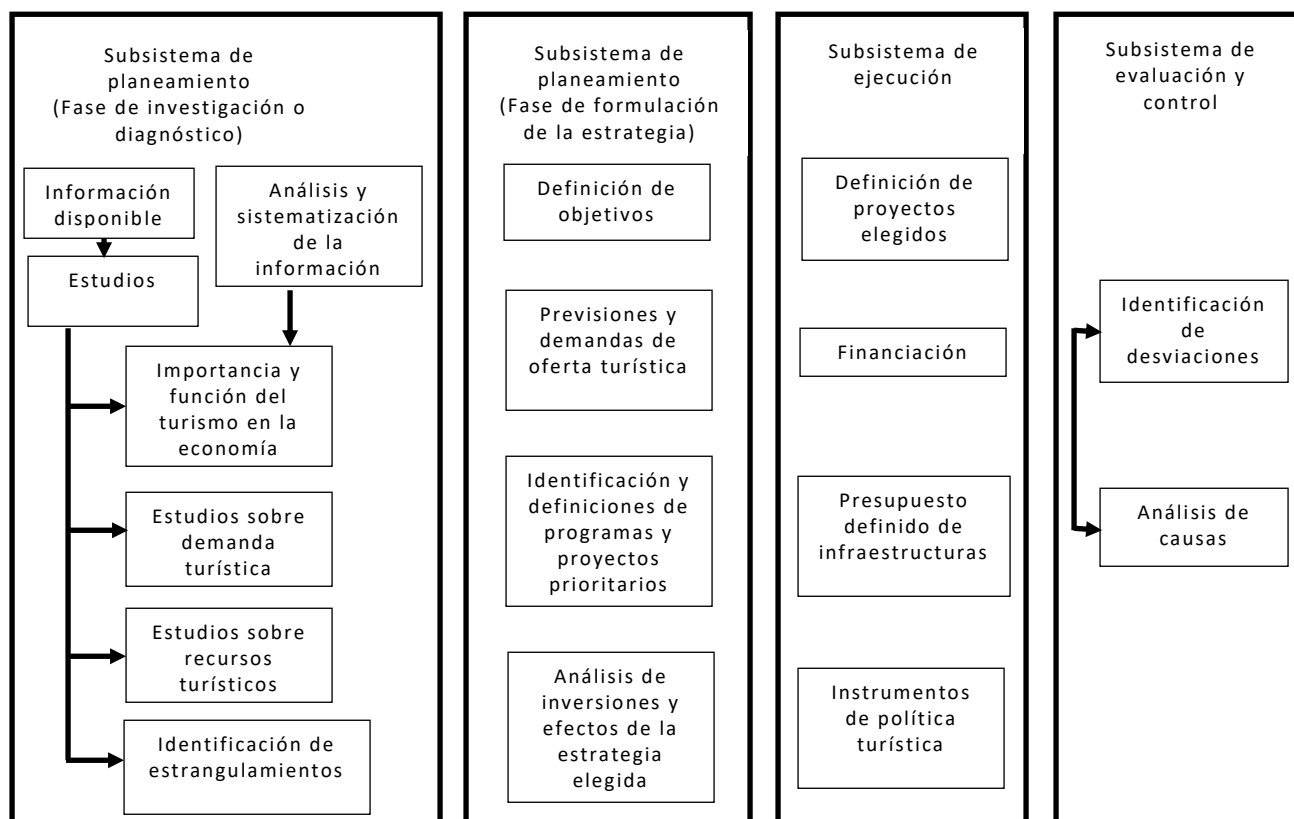 Subsistema de
planeamiento
(Fase de investigación o
diagnóstico)
Información
disponible
Análisis y
sistematización
de la
información
Estudios
Importancia y
función del
turismo en la
economía
Estudios sobre
demanda
turística
Estudios sobre
recursos
turísticos
Identificación de
estrangulamientos
Subsistema de
planeamiento
(Fase de formulación
de la estrategia)
Definición de
objetivos
Previsiones y
demandas de
oferta turística
Identificación y
definiciones de
programas y
proyectos
prioritarios
Análisis de
inversiones y
efectos de la
estrategia
elegida
Subsistema de
ejecución
Definición de
proyectos
elegidos
Financiación
Presupuesto
definido de
infraestructuras
Instrumentos
de política
turística
Subsistema de
evaluación y
control
Identificación
de
desviaciones
Análisis de
causas